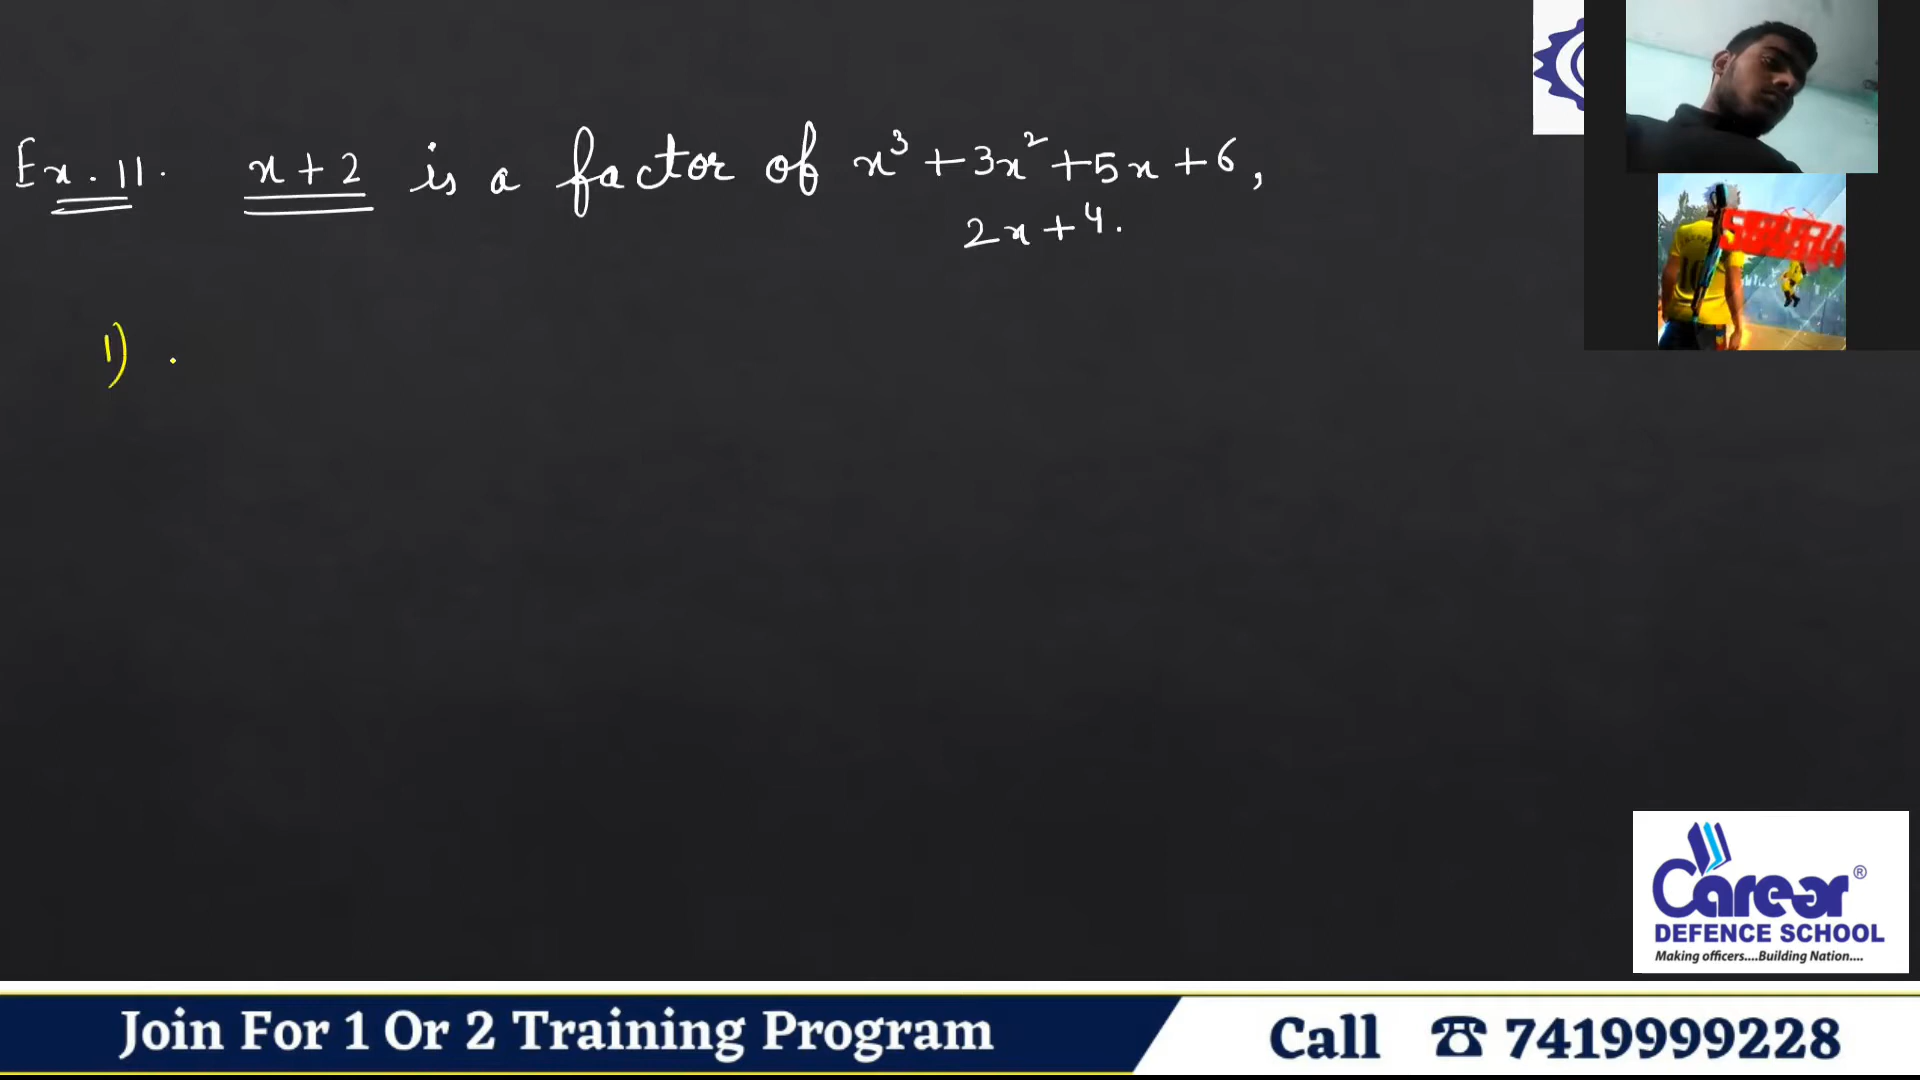 Ex. 11. x + 2 is a factor of x³ + 3x² + 5x + 6,
2x + 4.
1) .
Carear®
DEFENCE SCHOOL
Making officers....Building Nation....
Join For 1 Or 2 Training Program
Call ☎ 7419999228